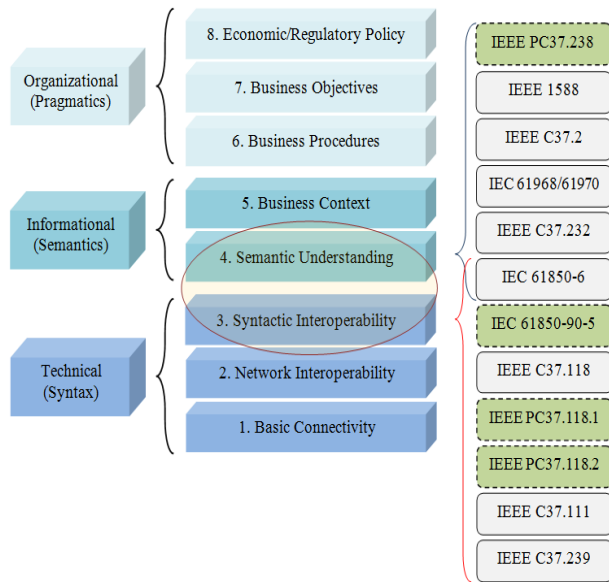 Organizational
(Pragmatics)
8. Economic/Regulatory Policy
7. Business Objectives
6. Business Procedures
Informational
(Semantics)
5. Business Context
4. Semantic Understanding
Technical
(Syntax)
3. Syntactic Interoperability
2. Network Interoperability
1. Basic Connectivity
IEEE PC37.238
IEEE 1588
IEEE C37.2
IEC 61968/61970
IEEE C37.232
IEC 61850-6
IEC 61850-90-5
IEEE C37.118
IEEE PC37.118.1
IEEE PC37.118.2
IEEE C37.111
IEEE C37.239